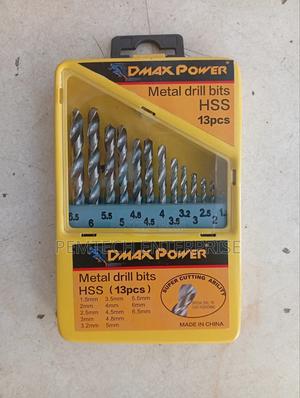 DMAX POWER
Metal drill bits
HSS
13pcs
6.5 6 5.5 5 4.8 4.5 4 3.5 3.2 3 2.5 2
PEMTECH ENTERPRISE
DMAX POWER
Metal drill bits
HSS (13pcs)
1.5mm 3.5mm 5.5mm
2mm 4mm 6mm
2.5mm 4.5mm 6.5mm
3mm 4.8mm
3.2mm 5mm
SUPER CUTTING ABILITY
MADE IN CHINA